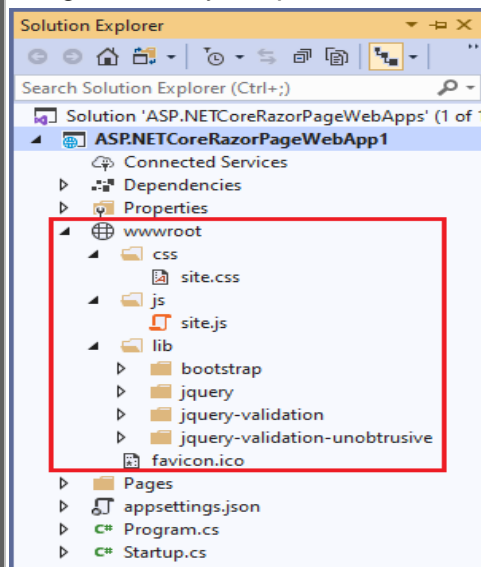 Solution Explorer
Search Solution Explorer (Ctrl+;)
Solution 'ASP.NETCoreRazorPageWebApps' (1 of 1
ASP.NETCoreRazorPageWebApp1
Connected Services
Dependencies
Properties
wwwroot
css
site.css
js
site.js
lib
bootstrap
jquery
jquery-validation
jquery-validation-unobtrusive
favicon.ico
Pages
appsettings.json
C# Program.cs
C# Startup.cs